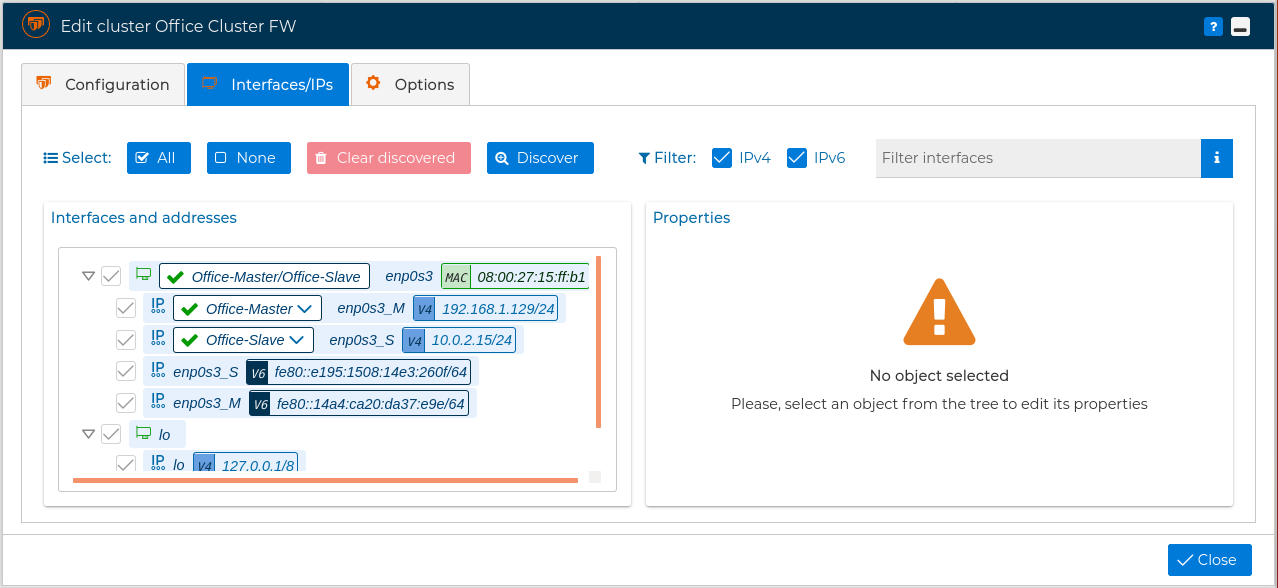 Edit cluster Office Cluster FW
?
Configuration
Interfaces/IPs
Options
Select:
All
None
Clear discovered
Discover
Filter:
IPv4
IPv6
Filter interfaces
i
Interfaces and addresses
Office-Master/Office-Slave enp0s3 MAC 08:00:27:15:ff:b1
IP Office-Master enp0s3_M V4 192.168.1.129/24
IP Office-Slave enp0s3_S V4 10.0.2.15/24
IP enp0s3_S V6 fe80::e195:1508:14e3:260f/64
IP enp0s3_M V6 fe80::14a4:ca20:da37:e9e/64
lo
IP lo V4 127.0.0.1/8
Properties
No object selected
Please, select an object from the tree to edit its properties
Close